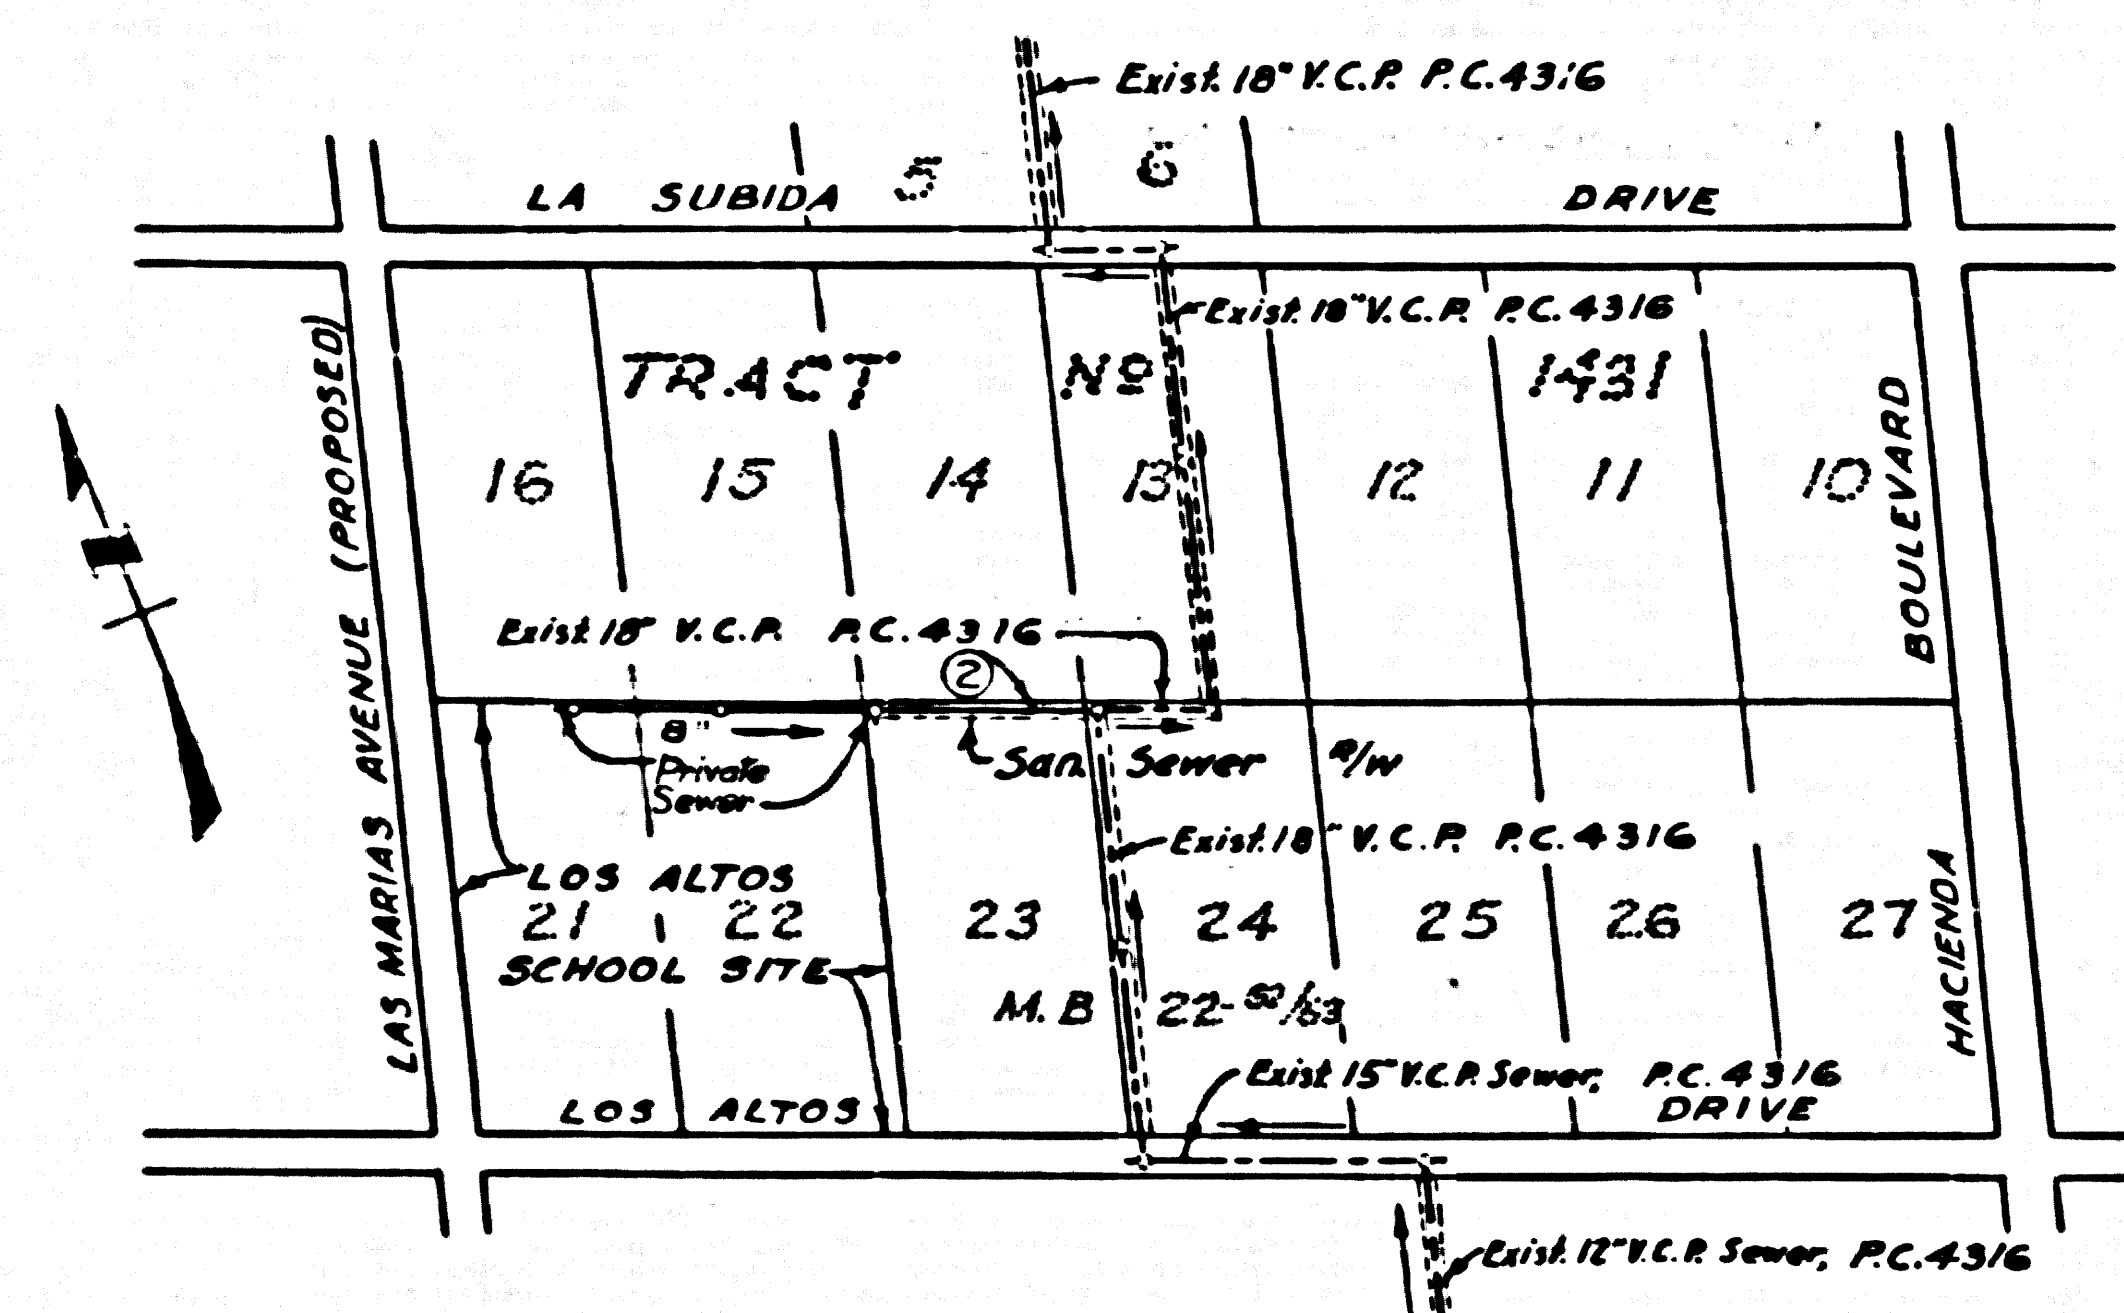 Exist. 18" V.C.P. P.C. 4316
5 6
LA SUBIDA DRIVE
Exist. 18" V.C.P. P.C. 4316
TRACT Nº 1431
16 15 14 13 12 11 10
LAS MARIAS AVENUE (PROPOSED)
HACIENDA BOULEVARD
Exist. 18" V.C.P. P.C. 4316
2
8"
San. Sewer R/W
Private
Sewer
Exist. 18" V.C.P. P.C. 4316
LOS ALTOS
21 22 23 24 25 26 27
SCHOOL SITE
M.B 22-52/53
Exist. 15" V.C.P. Sewer, P.C. 4316
LOS ALTOS DRIVE
Exist. 12" V.C.P. Sewer, P.C. 4316